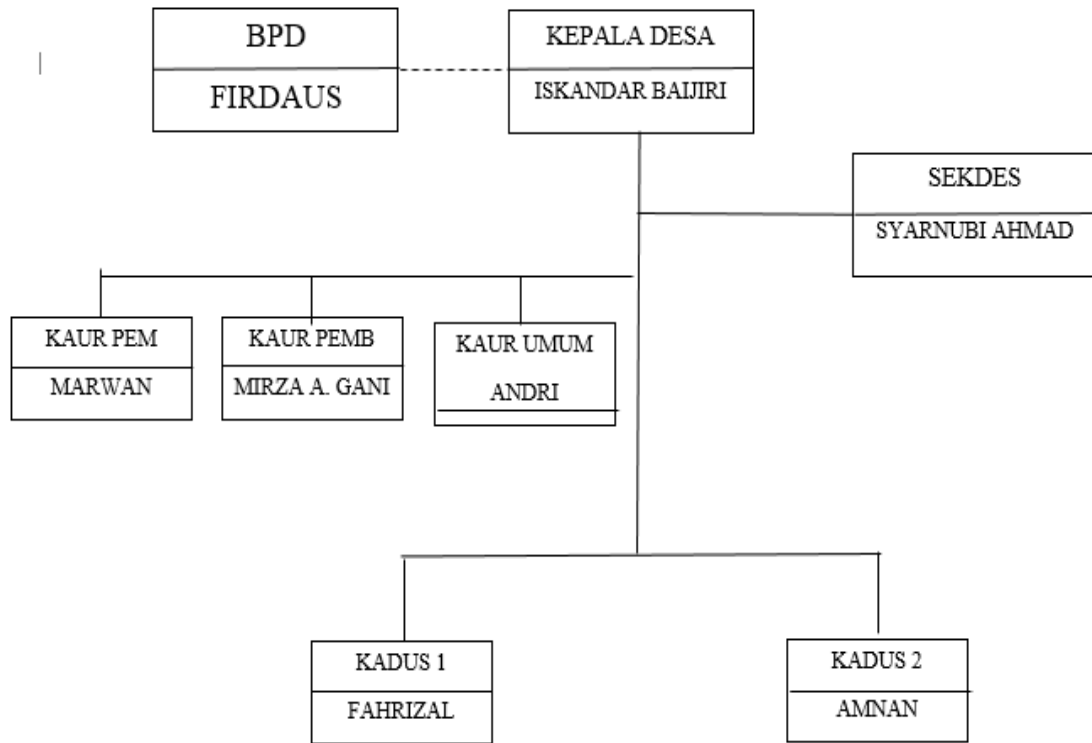 BPD
FIRDAUS
KEPALA DESA
ISKANDAR BAIJIRI
SEKDES
SYARNUBI AHMAD
KAUR PEM
MARWAN
KAUR PEMB
MIRZA A. GANI
KAUR UMUM
ANDRI
KADUS 1
FAHRIZAL
KADUS 2
AMNAN